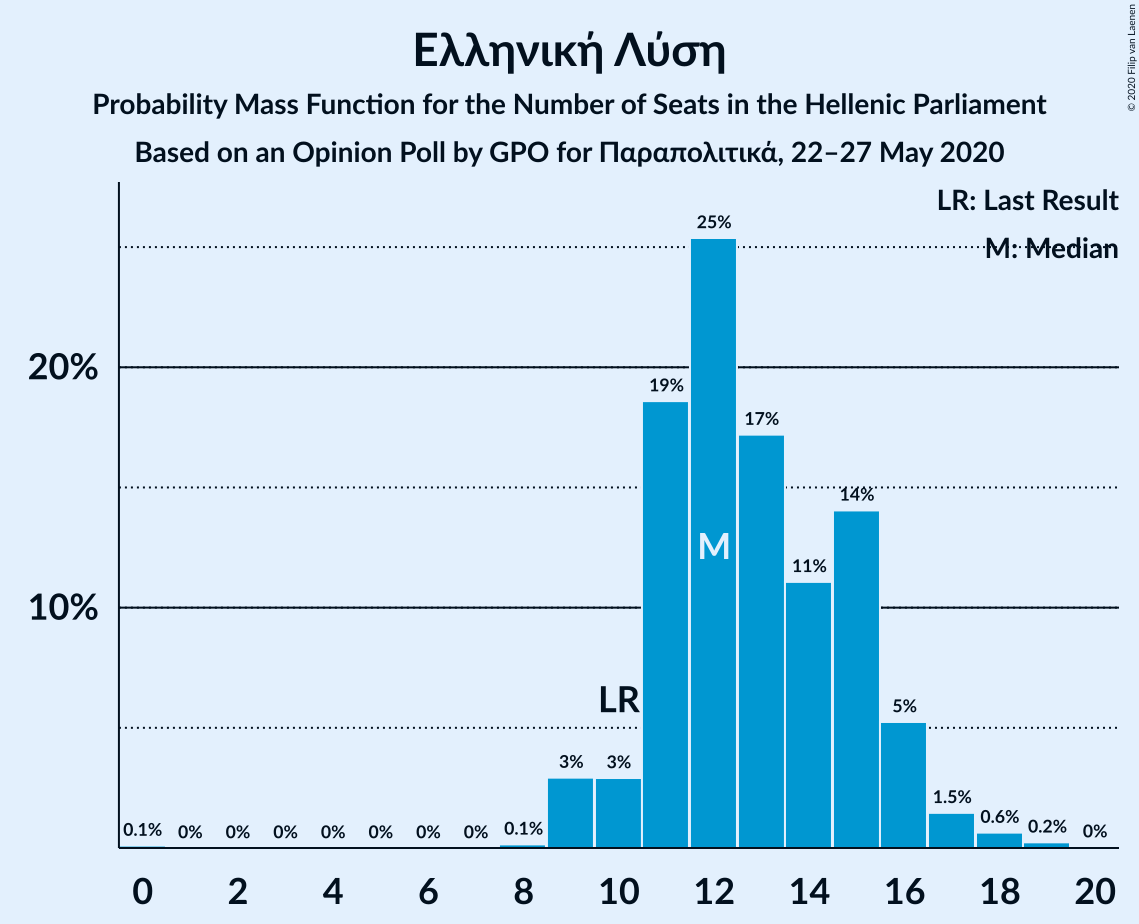 Ελληνική Λύση
Probability Mass Function for the Number of Seats in the Hellenic Parliament
Based on an Opinion Poll by GPO for Παραπολιτικά, 22–27 May 2020
© 2020 Filip van Laenen
LR: Last Result
M: Median
25%
20%
19%
17%
14%
M
11%
10%
LR
5%
3% 3%
1.5%
0.1% 0% 0% 0% 0% 0% 0% 0% 0.1% 0.6% 0.2% 0%
0 2 4 6 8 10 12 14 16 18 20